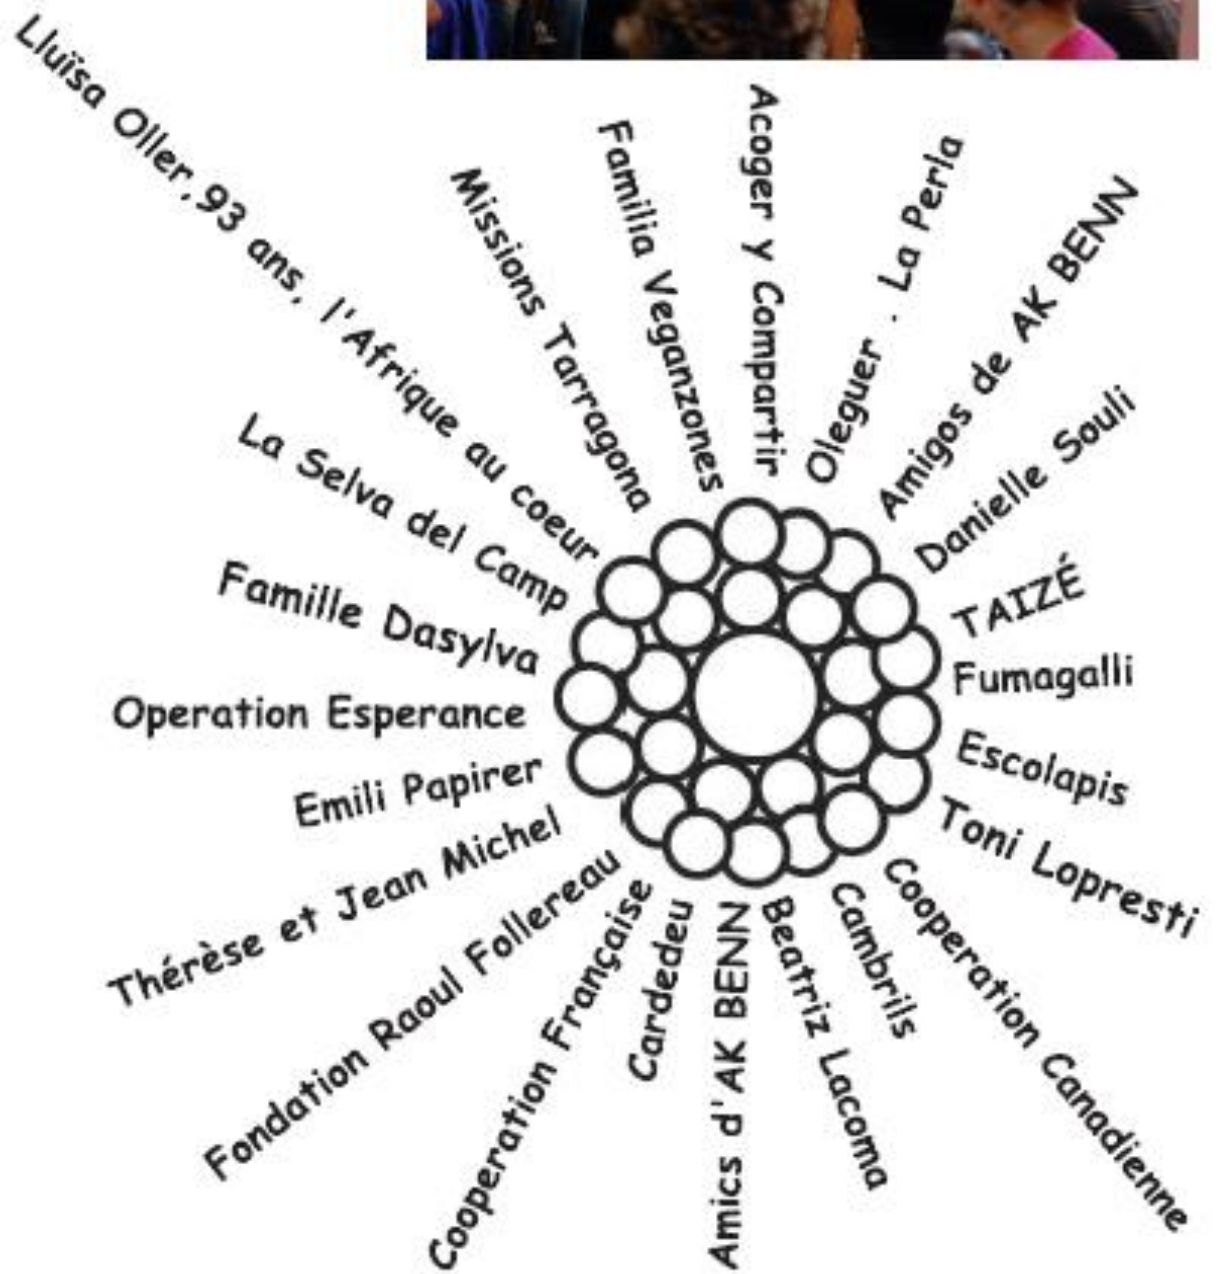 Acoger y Compartir
Oleguer . La Perla
Amigos de AK BENN
Danielle Souli
TAIZÉ
Fumagalli
Escolapis
Toni Lopresti
Cooperation Canadienne
Cambrils
Beatriz Lacoma
Amics d'AK BENN
Cardedeu
Cooperation Française
Fondation Raoul Follereau
Thérèse et Jean Michel
Emili Papirer
Operation Esperance
Famille Dasylva
La Selva del Camp
Lluïsa Oller,93 ans, l'Afrique au coeur
Missions Tarragona
Familia Veganzones